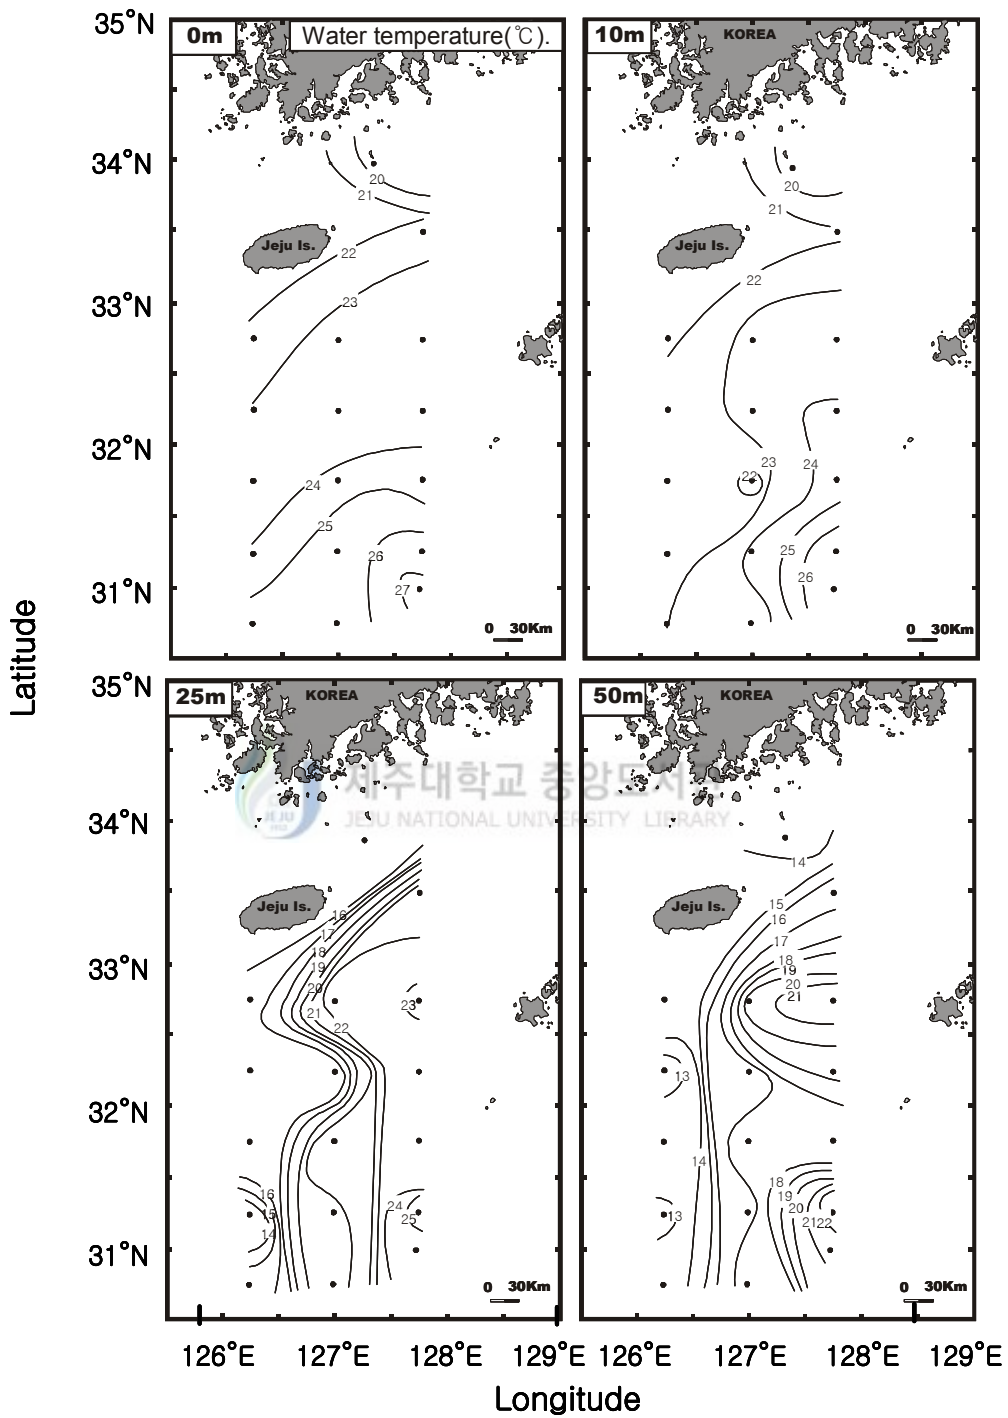 35°N
0m
Water temperature(℃).
34°N
20
21
Jeju Is.
22
23
33°N
32°N
24
25
26
27
31°N
0 30Km
10m
KOREA
20
21
Jeju Is.
22
23
24
22
25
26
0 30Km
Latitude
35°N
25m
KOREA
34°N
Jeju Is.
16
17
18
19
20
21
22
23
33°N
32°N
16
15
14
24
25
31°N
0 30Km
50m
KOREA
14
Jeju Is.
15
16
17
18
19
20
21
13
14
13
18
19
20
21
22
0 30Km
제주대학교 중앙도서관
JEJU NATIONAL UNIVERSITY LIBRARY
JEJU
1952
126°E 127°E 128°E 129°E 126°E 127°E 128°E 129°E
Longitude